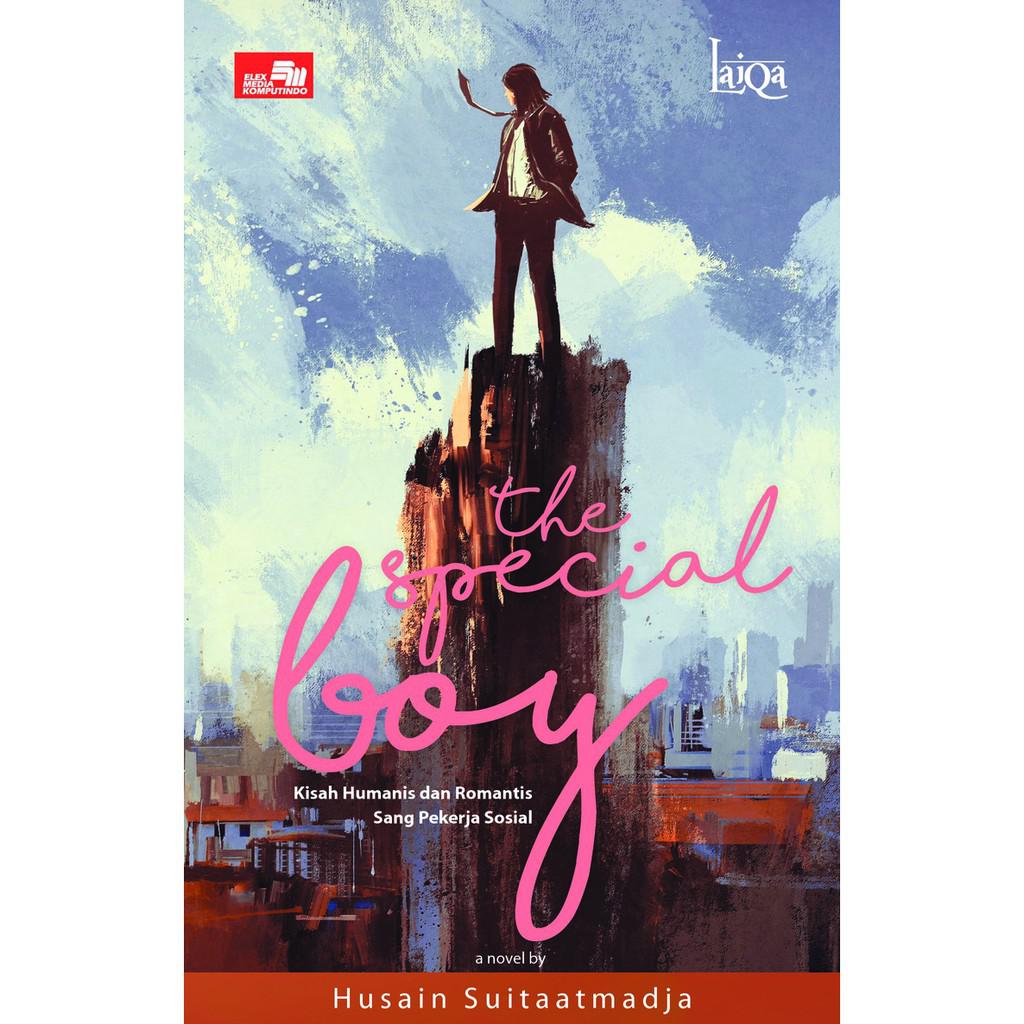 ELEX
MEDIA
KOMPUTINDO
LaiQa
the
special
boy
Kisah Humanis dan Romantis
Sang Pekerja Sosial
a novel by
Husain Suitaatmadja